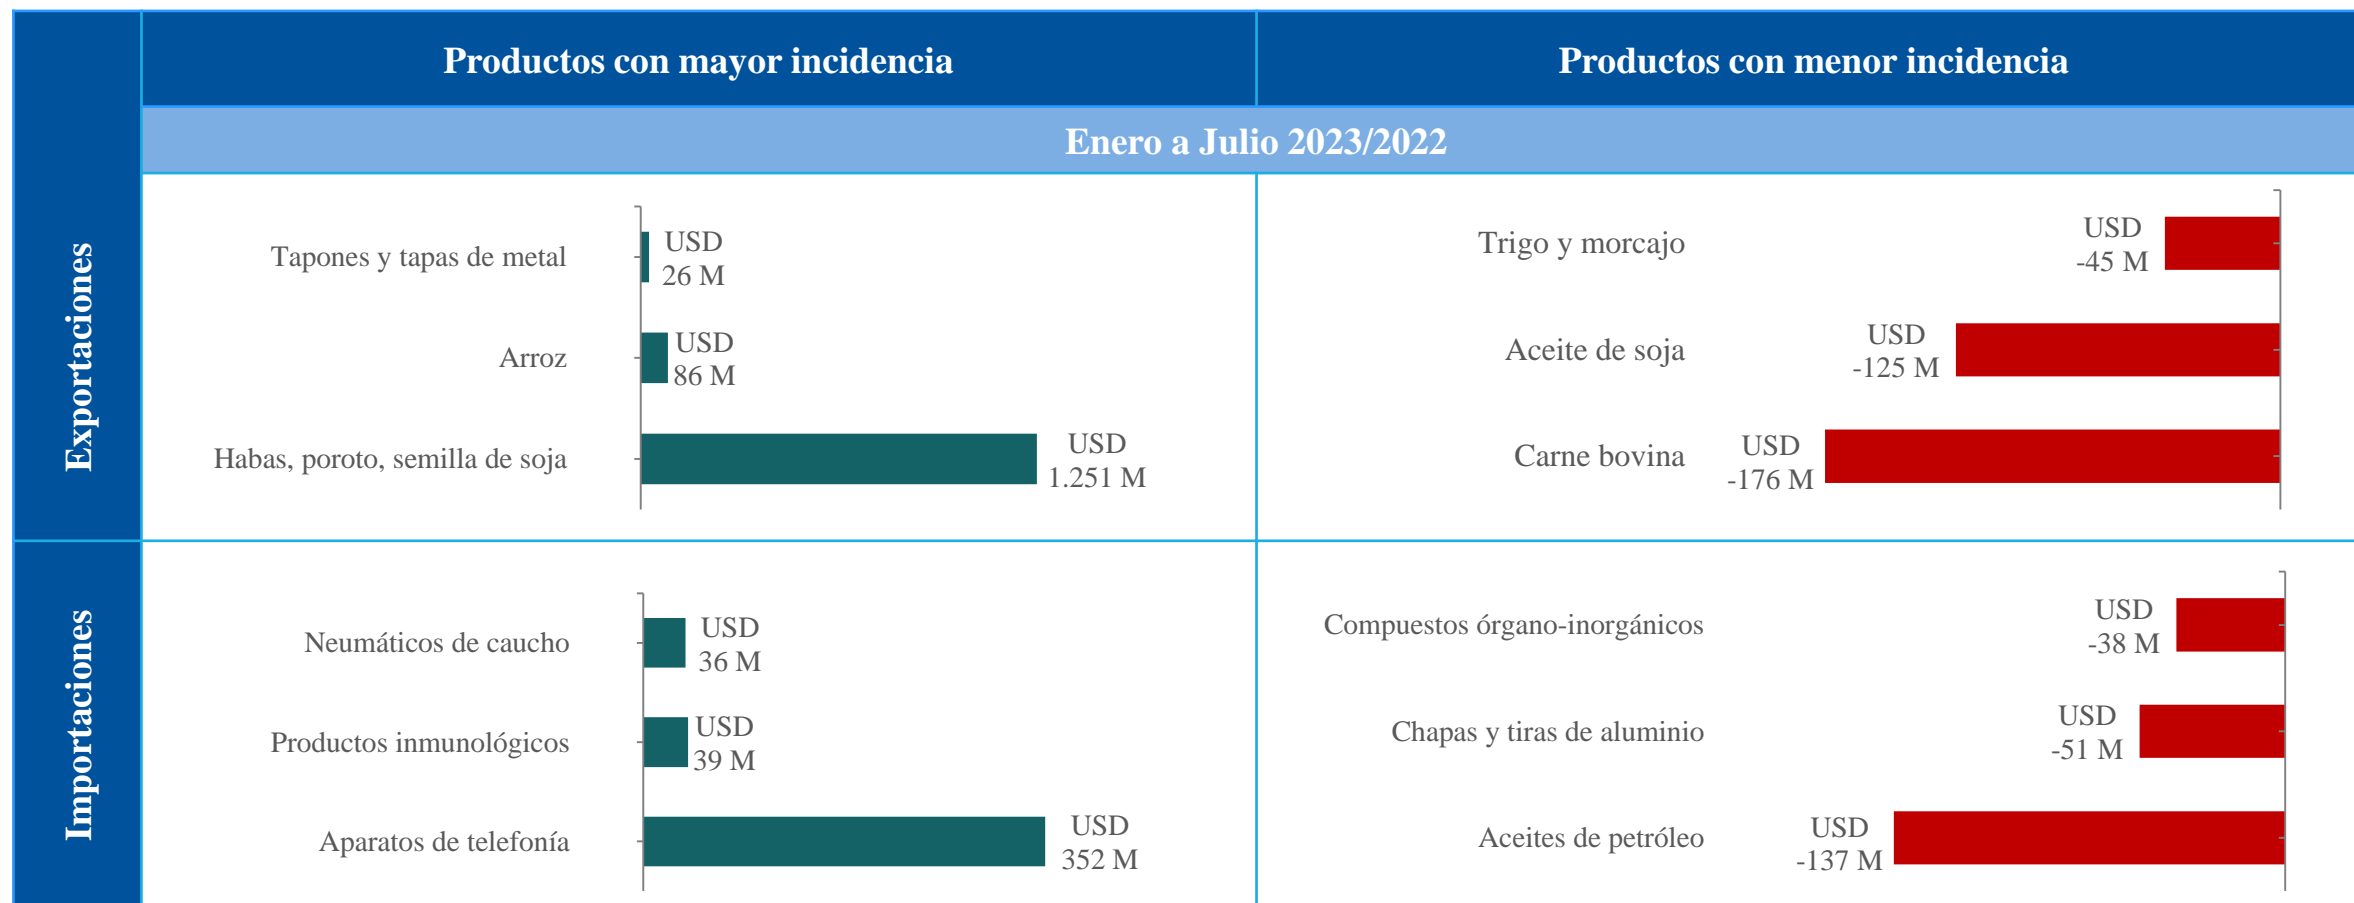 Productos con mayor incidencia
Productos con menor incidencia
Enero a Julio 2023/2022
Exportaciones
Tapones y tapas de metal
USD
26 M
Arroz
USD
86 M
Habas, poroto, semilla de soja
USD
1.251 M
Trigo y morcajo
USD
-45 M
Aceite de soja
USD
-125 M
Carne bovina
USD
-176 M
Importaciones
Neumáticos de caucho
USD
36 M
Productos inmunológicos
USD
39 M
Aparatos de telefonía
USD
352 M
Compuestos órgano-inorgánicos
USD
-38 M
Chapas y tiras de aluminio
USD
-51 M
Aceites de petróleo
USD
-137 M